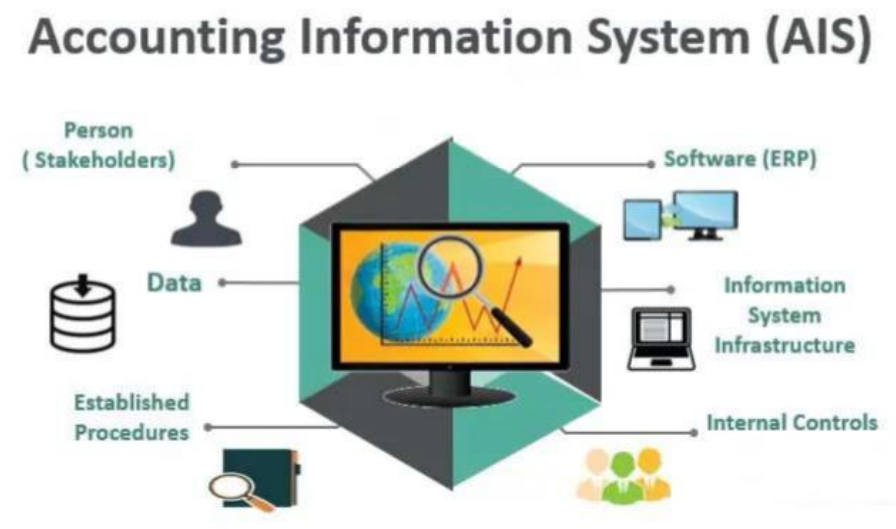 Accounting Information System (AIS)
Person
( Stakeholders)
Software (ERP)
Data
Information
System
Infrastructure
Established
Procedures
Internal Controls